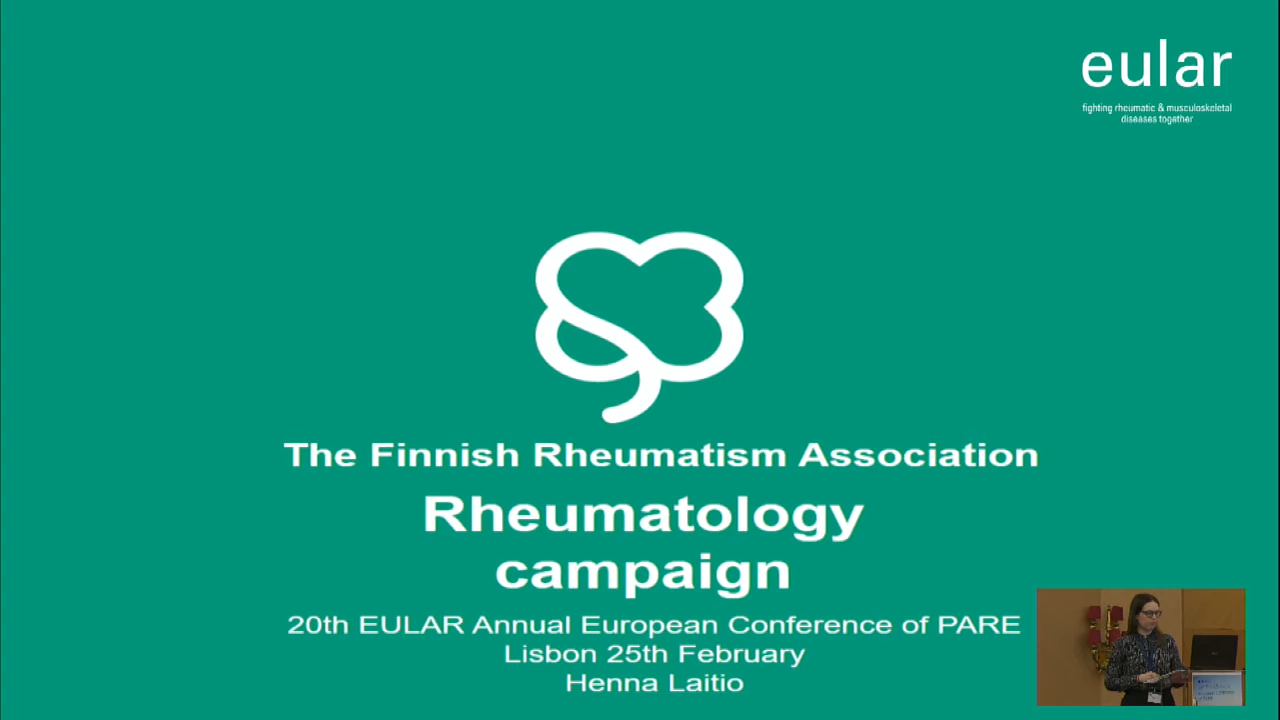 eular
fighting rheumatic & musculoskeletal
diseases together
The Finnish Rheumatism Association
Rheumatology
campaign
20th EULAR Annual European Conference of PARE
Lisbon 25th February
Henna Laitio